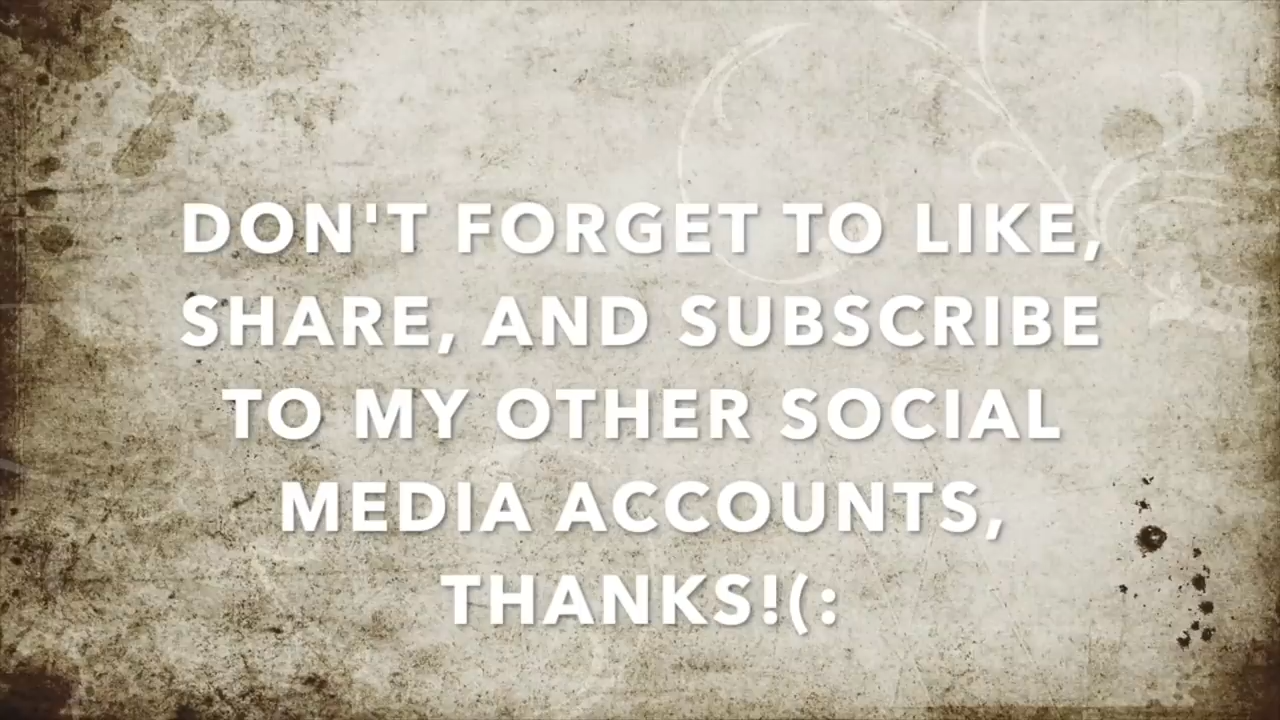 DON'T FORGET TO LIKE,
SHARE, AND SUBSCRIBE
TO MY OTHER SOCIAL
MEDIA ACCOUNTS,
THANKS!(: